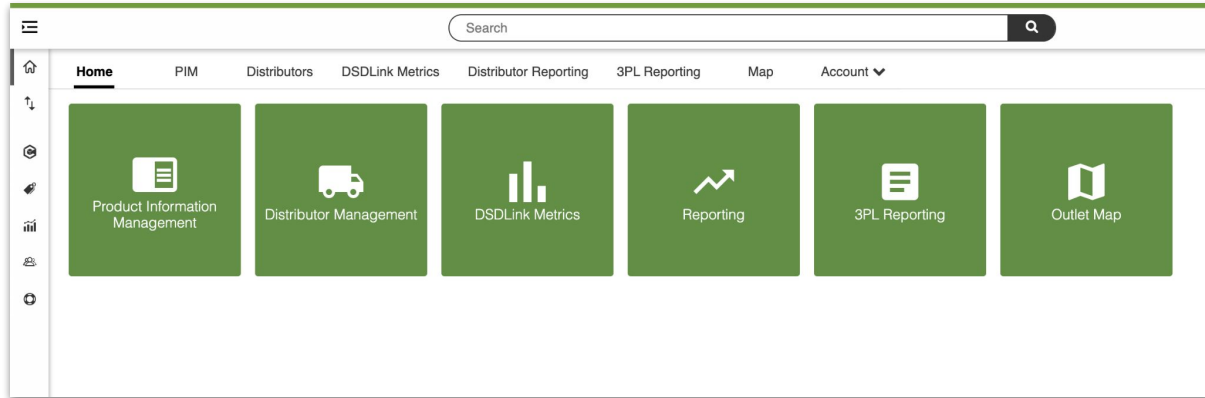 Search
Home PIM Distributors DSDLink Metrics Distributor Reporting 3PL Reporting Map Account
Product Information
Management
Distributor Management
DSDLink Metrics
Reporting
3PL Reporting
Outlet Map